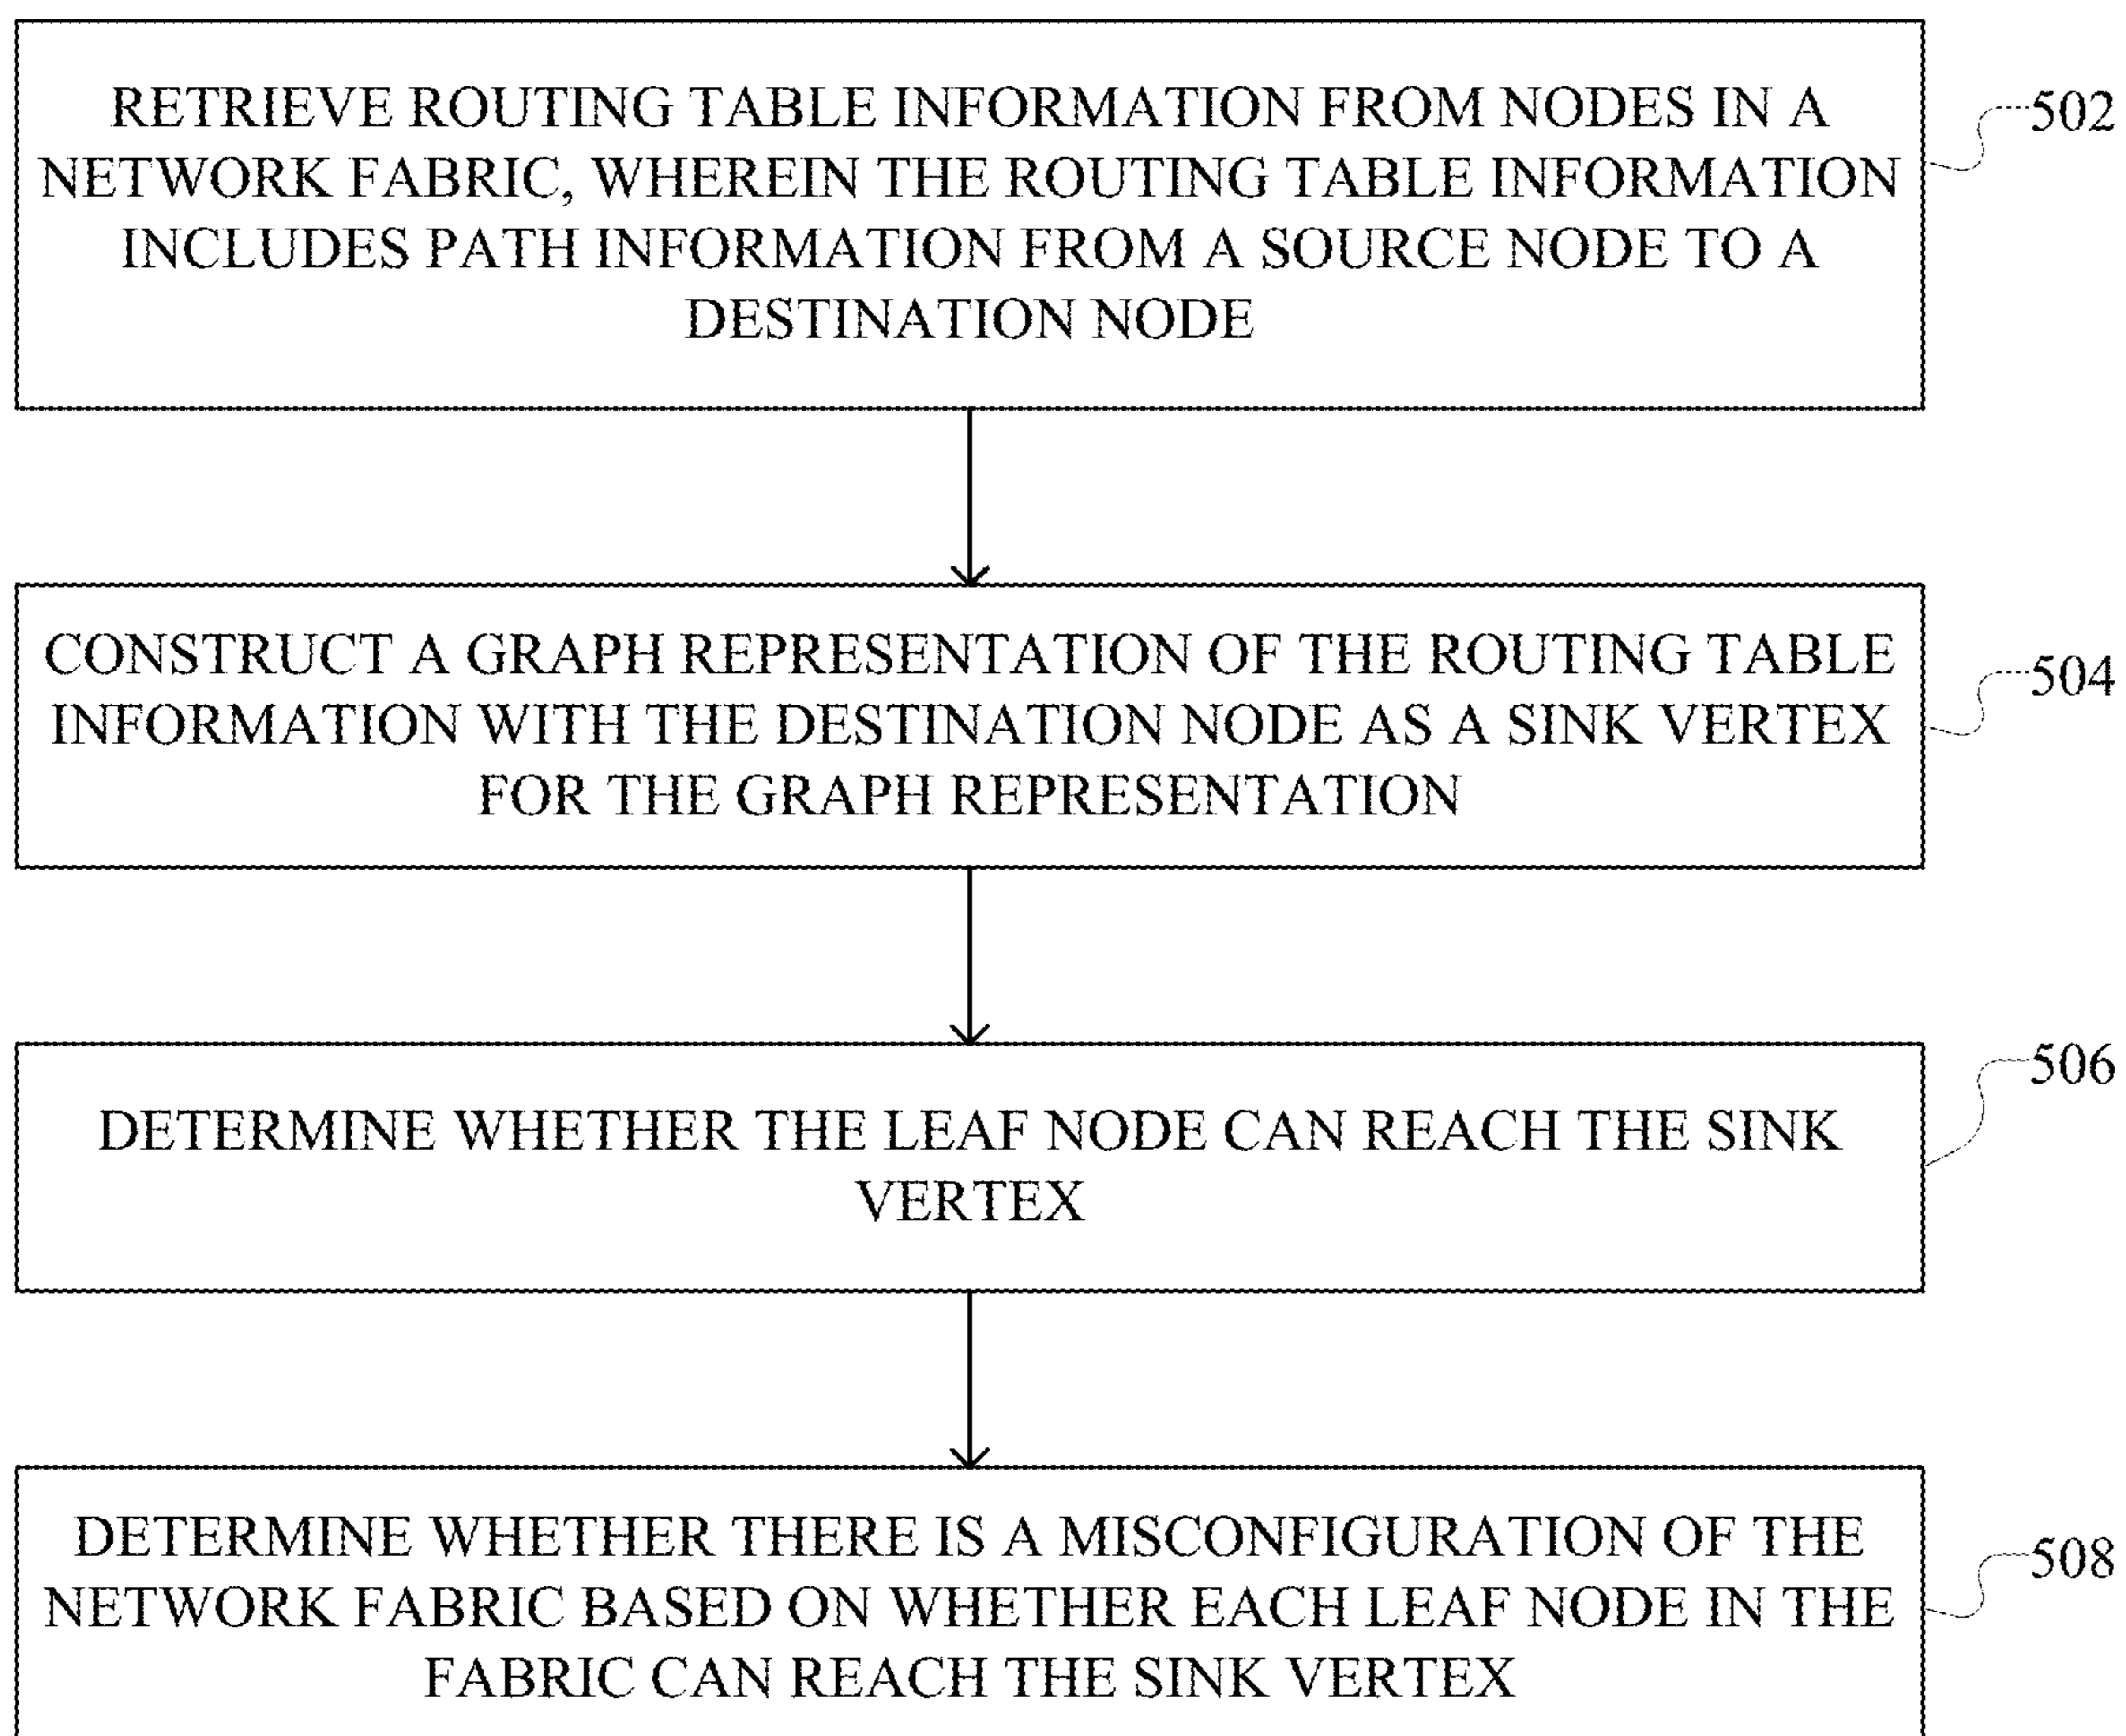 RETRIEVE ROUTING TABLE INFORMATION FROM NODES IN A
NETWORK FABRIC, WHEREIN THE ROUTING TABLE INFORMATION
INCLUDES PATH INFORMATION FROM A SOURCE NODE TO A
DESTINATION NODE
502
CONSTRUCT A GRAPH REPRESENTATION OF THE ROUTING TABLE
INFORMATION WITH THE DESTINATION NODE AS A SINK VERTEX
FOR THE GRAPH REPRESENTATION
504
DETERMINE WHETHER THE LEAF NODE CAN REACH THE SINK
VERTEX
506
DETERMINE WHETHER THERE IS A MISCONFIGURATION OF THE
NETWORK FABRIC BASED ON WHETHER EACH LEAF NODE IN THE
FABRIC CAN REACH THE SINK VERTEX
508